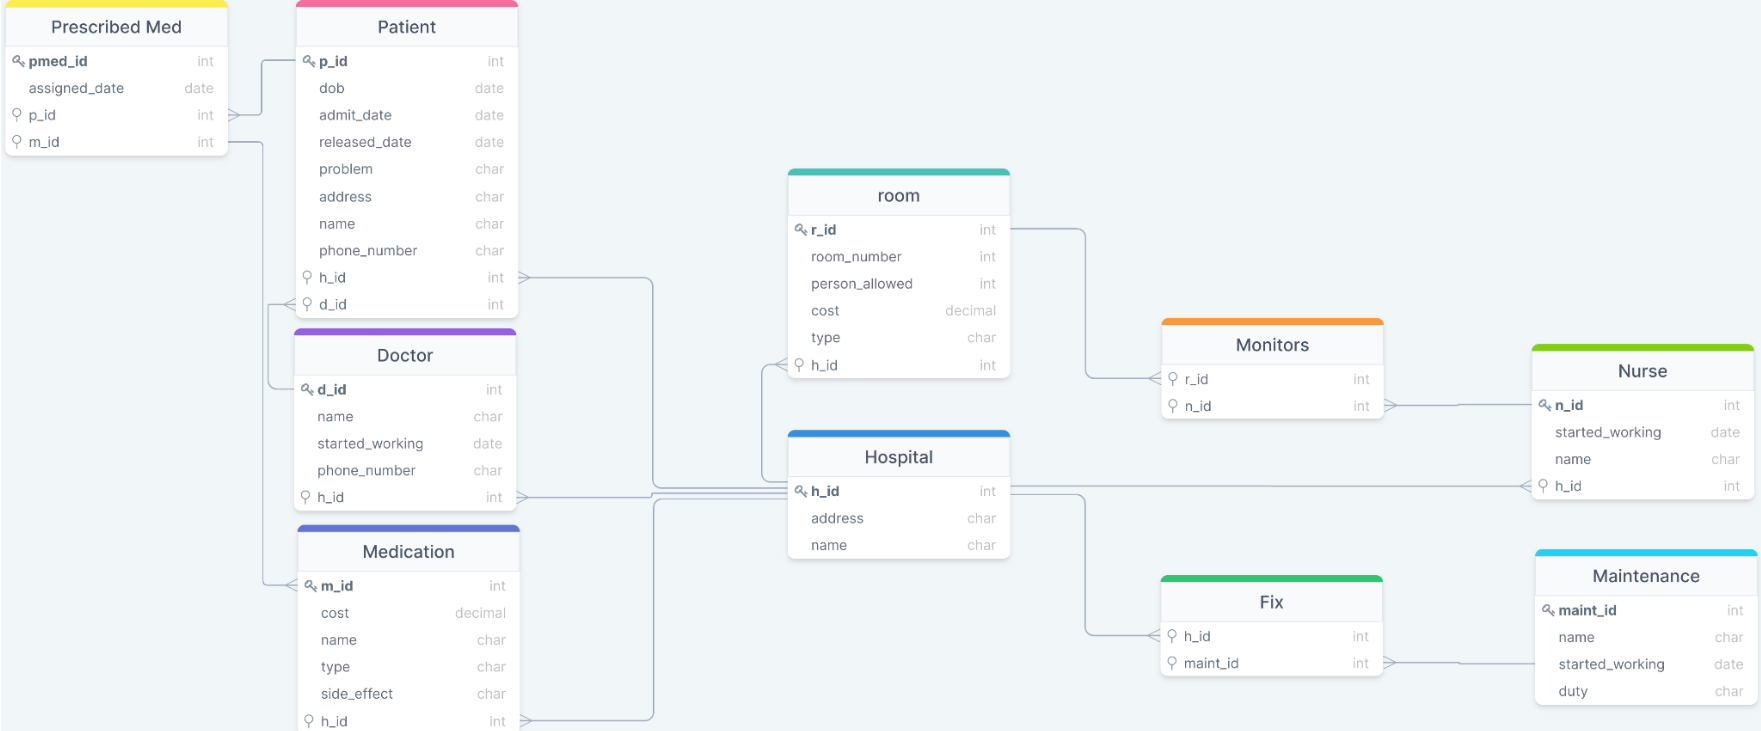 Prescribed Med
pmed_id int
assigned_date date
p_id int
m_id int
Patient
p_id int
dob date
admit_date date
released_date date
problem char
address char
name char
phone_number char
h_id int
d_id int
Doctor
d_id int
name char
started_working date
phone_number char
h_id int
Medication
m_id int
cost decimal
name char
type char
side_effect char
h_id int
room
r_id int
room_number int
person_allowed int
cost decimal
type char
h_id int
Hospital
h_id int
address char
name char
Monitors
r_id int
n_id int
Fix
h_id int
maint_id int
Nurse
n_id int
started_working date
name char
h_id int
Maintenance
maint_id int
name char
started_working date
duty char